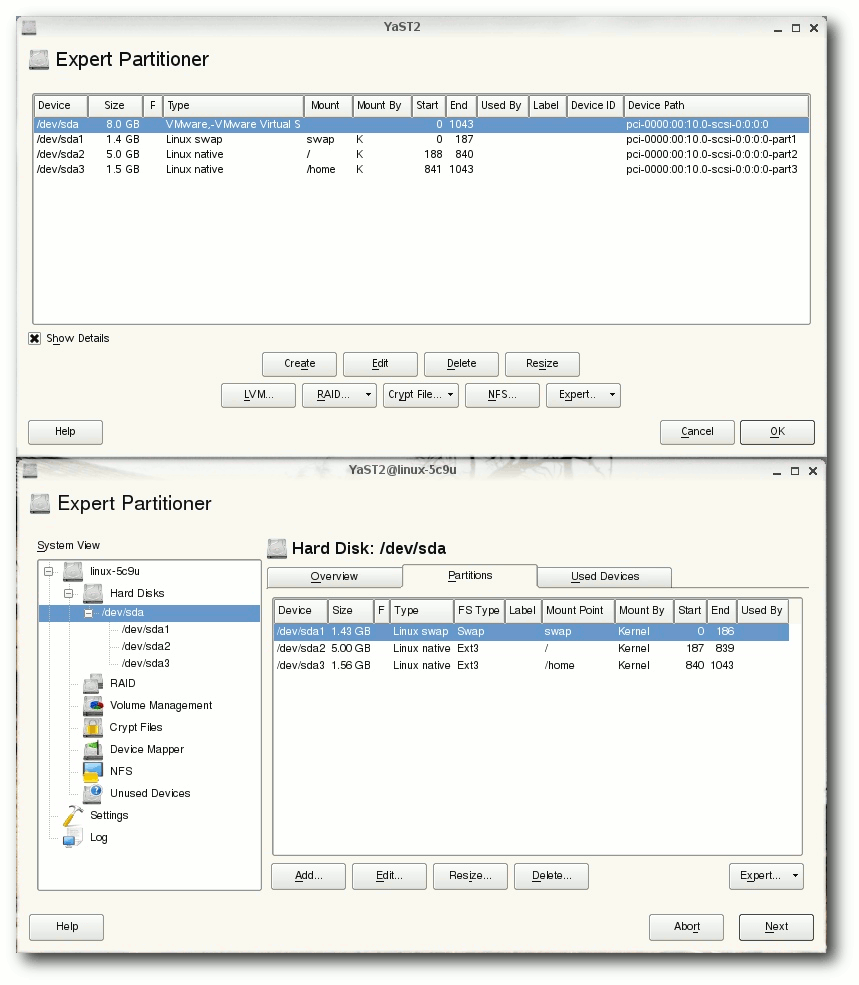 YaST2
Expert Partitioner
Device Size F Type Mount Mount By Start End Used By Label Device ID Device Path
/dev/sda 8.0 GB VMware,-VMware Virtual S 0 1043 pci-0000:00:10.0-scsi-0:0:0:0
/dev/sda1 1.4 GB Linux swap swap K 0 187 pci-0000:00:10.0-scsi-0:0:0:0-part1
/dev/sda2 5.0 GB Linux native / K 188 840 pci-0000:00:10.0-scsi-0:0:0:0-part2
/dev/sda3 1.5 GB Linux native /home K 841 1043 pci-0000:00:10.0-scsi-0:0:0:0-part3
Show Details
Create Edit Delete Resize
LVM... RAID... Crypt File... NFS... Expert..
Help Cancel OK
YaST2@linux-5c9u
Expert Partitioner
System View
linux-5c9u
Hard Disks
/dev/sda
/dev/sda1
/dev/sda2
/dev/sda3
RAID
Volume Management
Crypt Files
Device Mapper
NFS
Unused Devices
Settings
Log
Hard Disk: /dev/sda
Overview Partitions Used Devices
Device Size F Type FS Type Label Mount Point Mount By Start End Used By
/dev/sda1 1.43 GB Linux swap Swap swap Kernel 0 186
/dev/sda2 5.00 GB Linux native Ext3 / Kernel 187 839
/dev/sda3 1.56 GB Linux native Ext3 /home Kernel 840 1043
Add... Edit... Resize... Delete... Expert...
Help Abort Next